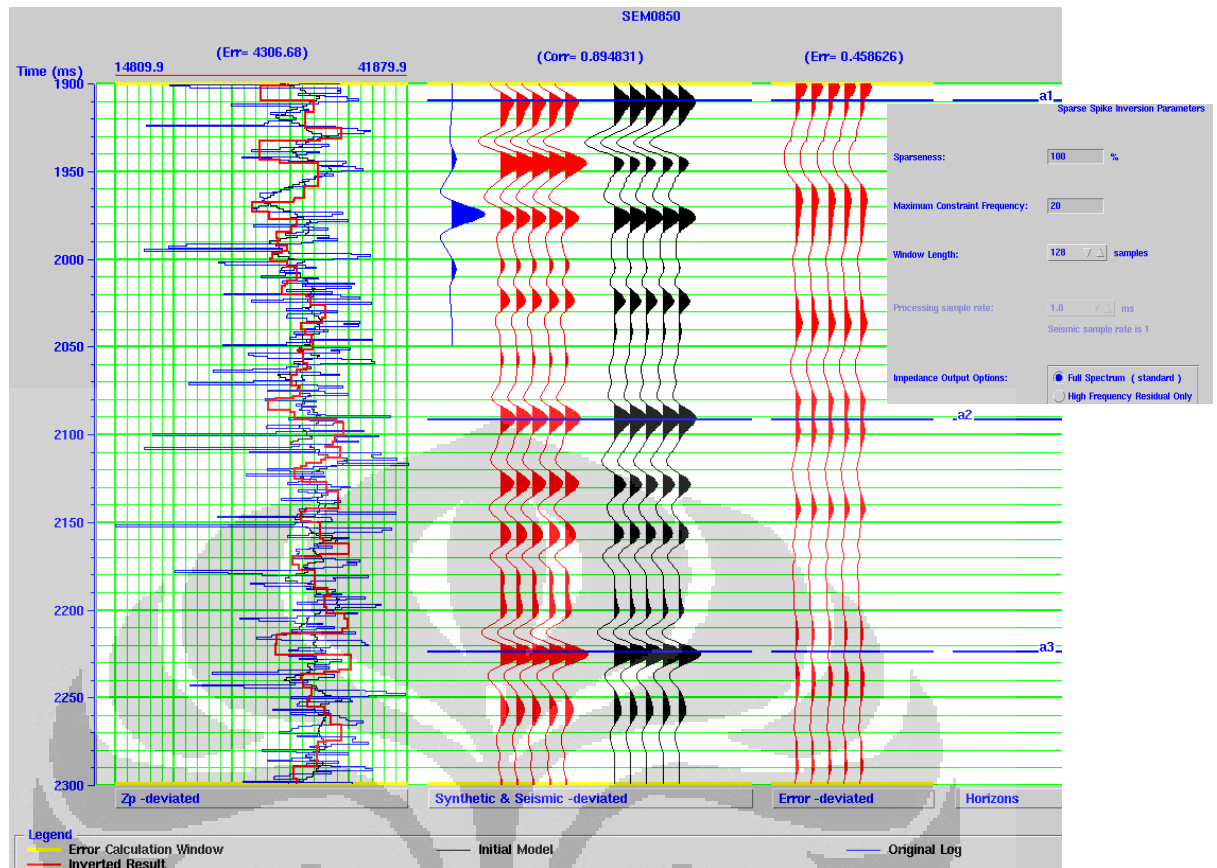 SEM0850
(Err= 4306.68) (Corr= 0.894831) (Err= 0.458626)
Time (ms) 14809.9 41879.9
1900
a1
Sparse Spike Inversion Parameters
Sparseness: 100 %
1950
Maximum Constraint Frequency: 20
2000
Window Length: 128 samples
Processing sample rate: 1.0 ms
Seismic sample rate is 1
2050
Impedance Output Options: Full Spectrum ( standard )
High Frequency Residual Only
a2
2100
2150
2200
a3
2250
2300
Zp -deviated Synthetic & Seismic -deviated Error -deviated Horizons
Legend
Error Calculation Window Initial Model Original Log
Inverted Result